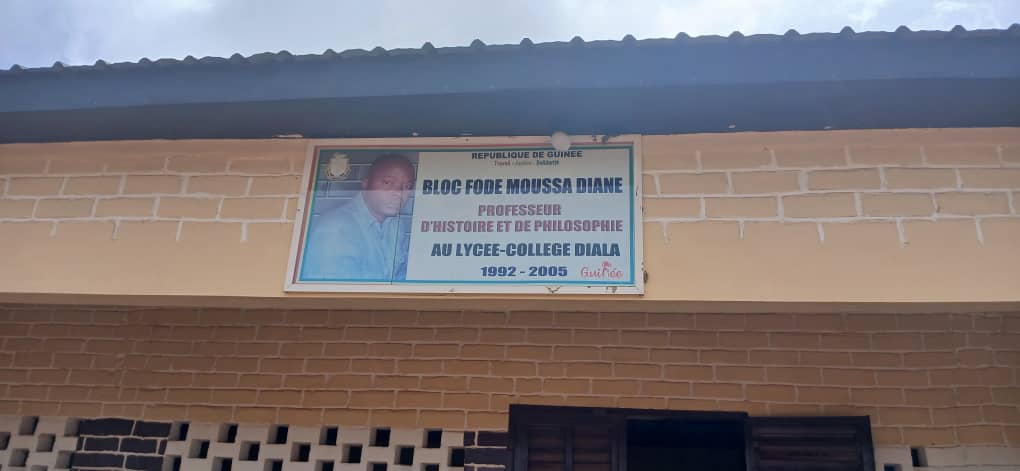 REPUBLIQUE DE GUINEE
Travail - Justice - Solidarité
BLOC FODE MOUSSA DIANE
PROFESSEUR
D'HISTOIRE ET DE PHILOSOPHIE
AU LYCEE-COLLEGE DIALA
1992 - 2005
Guinée